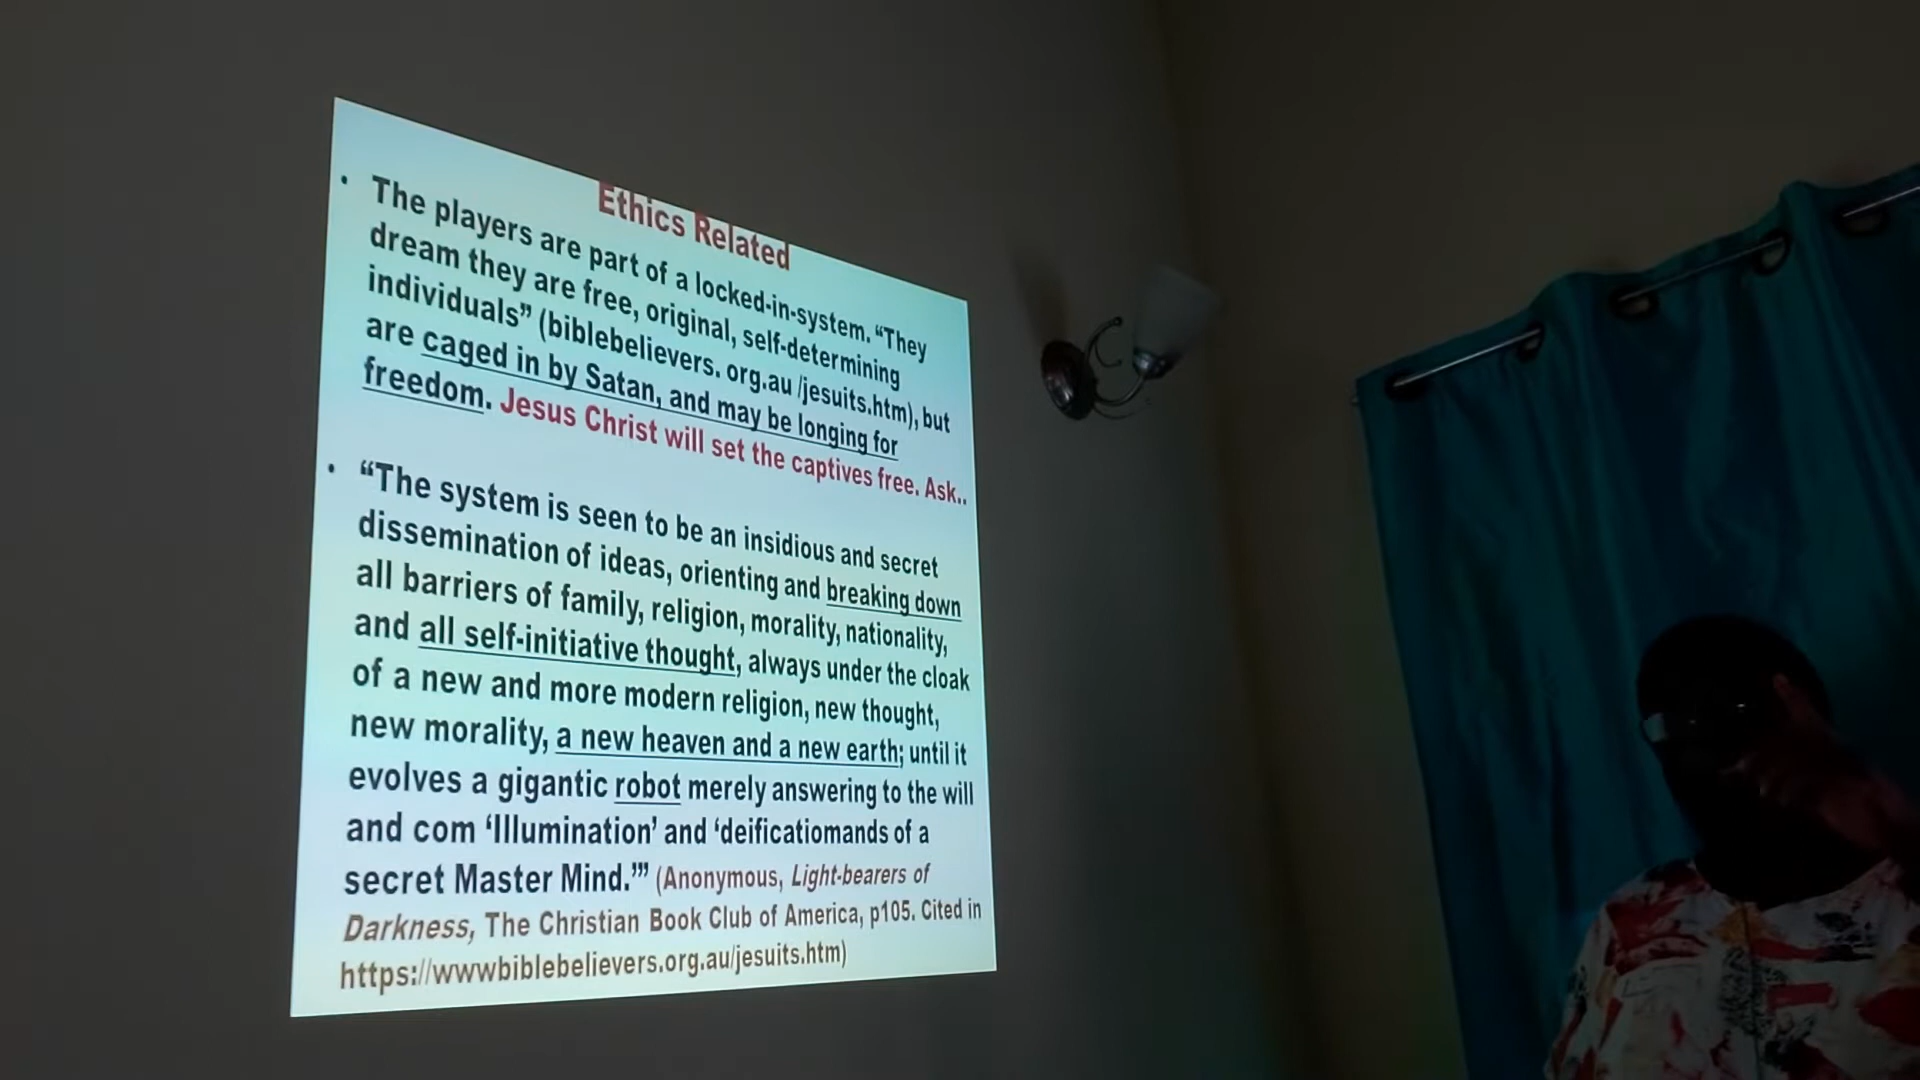 Ethics Related
• The players are part of a locked-in-system. “They
dream they are free, original, self-determining
individuals” (biblebelievers. org.au /jesuits.htm), but
are caged in by Satan, and may be longing for
freedom. Jesus Christ will set the captives free. Ask..
• “The system is seen to be an insidious and secret
dissemination of ideas, orienting and breaking down
all barriers of family, religion, morality, nationality,
and all self-initiative thought, always under the cloak
of a new and more modern religion, new thought,
new morality, a new heaven and a new earth; until it
evolves a gigantic robot merely answering to the will
and com ‘Illumination’ and ‘deificatiomands of a
secret Master Mind.’” (Anonymous, Light-bearers of
Darkness, The Christian Book Club of America, p105. Cited in
https://wwwbiblebelievers.org.au/jesuits.htm)